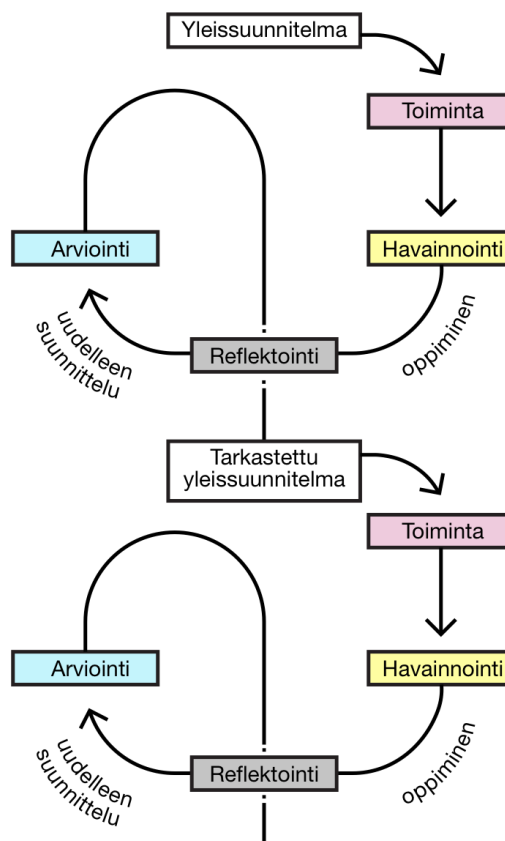 Yleissuunnitelma
Toiminta
Arviointi
Havainnointi
uudelleen
suunnittelu
Reflektointi
oppiminen
Tarkastettu
yleissuunnitelma
Toiminta
Arviointi
Havainnointi
uudelleen
suunnittelu
Reflektointi
oppiminen